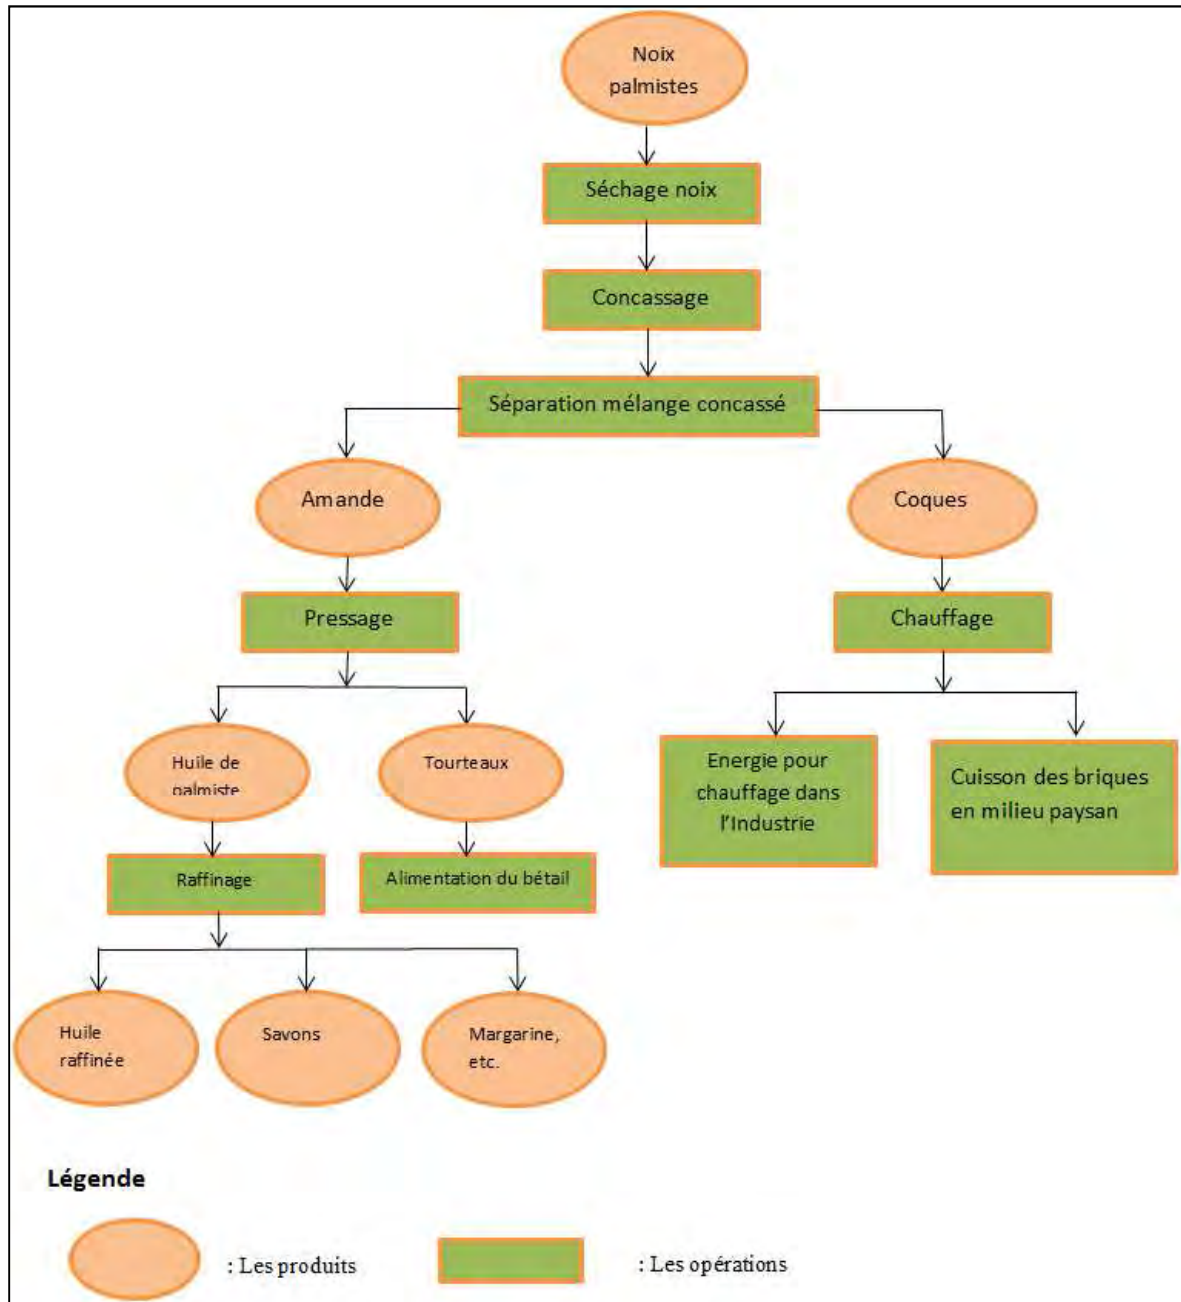 Noix
palmistes
Séchage noix
Concassage
Séparation mélange concassé
Amande
Coques
Pressage
Chauffage
Huile de
palmiste
Tourteaux
Energie pour
chauffage dans
l'Industrie
Cuisson des briques
en milieu paysan
Raffinage
Alimentation du bétail
Huile
raffinée
Savons
Margarine,
etc.
Légende
: Les produits
: Les opérations